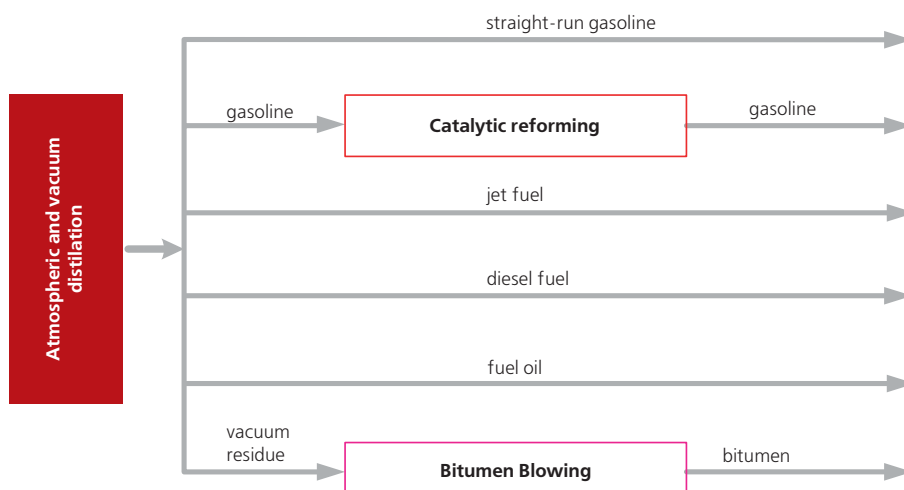 straight-run gasoline
gasoline
Catalytic reforming
gasoline
Atmospheric and vacuum
distilation
jet fuel
diesel fuel
fuel oil
vacuum
residue
Bitumen Blowing
bitumen